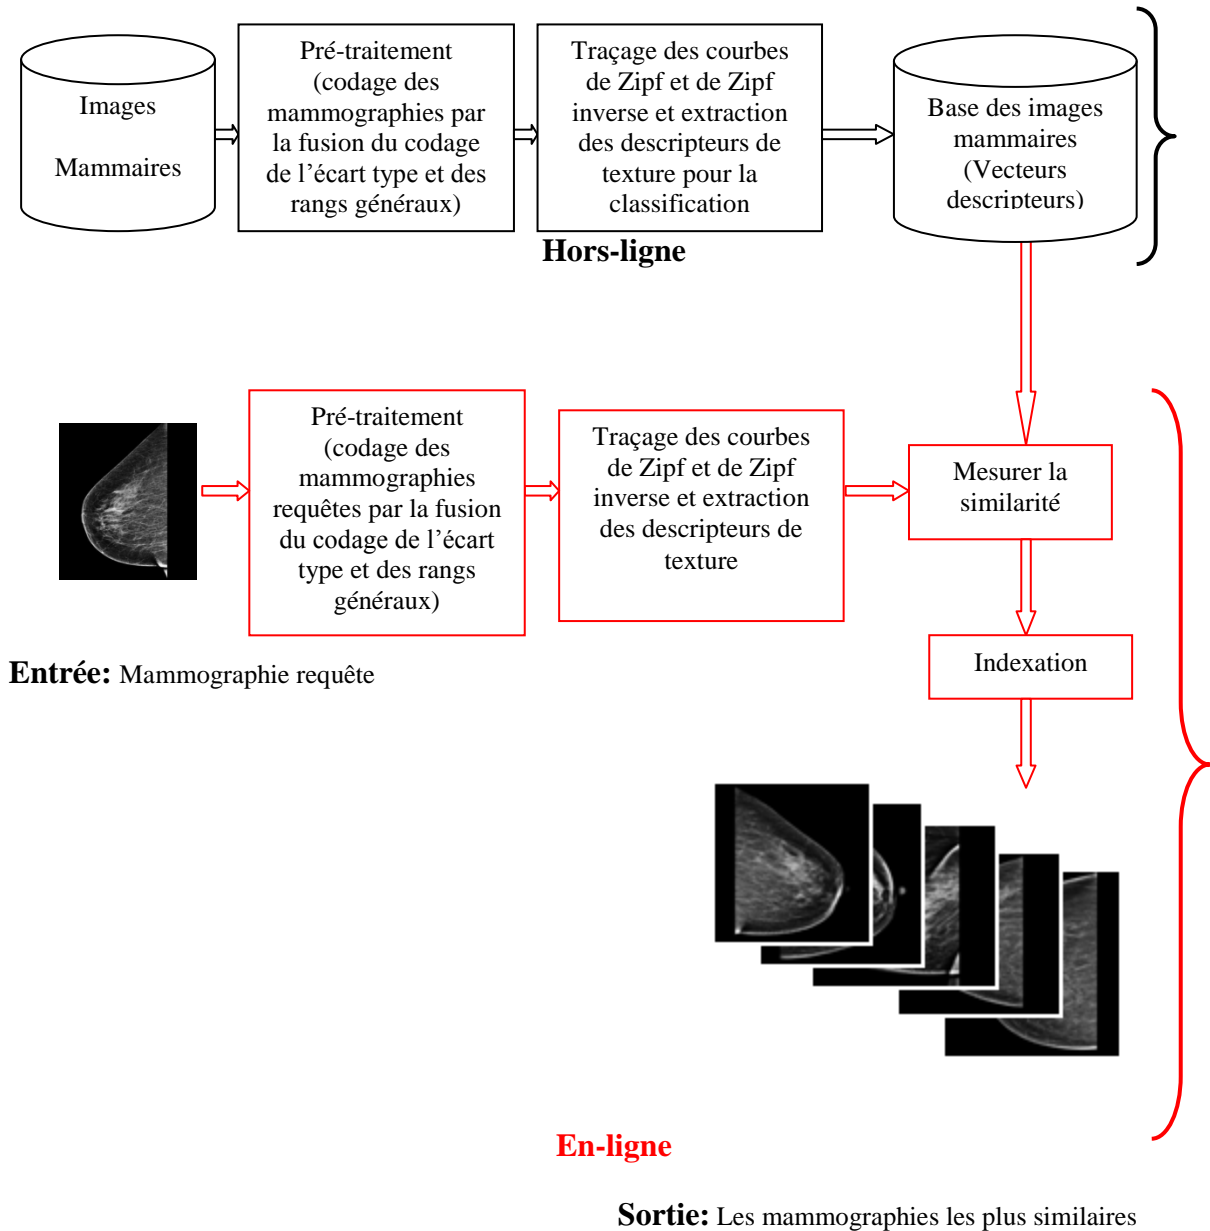 Images
Mammaires
Pré-traitement
(codage des
mammographies par
la fusion du codage
de l’écart type et des
rangs généraux)
Traçage des courbes
de Zipf et de Zipf
inverse et extraction
des descripteurs de
texture pour la
classification
Base des images
mammaires
(Vecteurs
descripteurs)
Hors-ligne
Pré-traitement
(codage des
mammographies
requêtes par la fusion
du codage de l’écart
type et des rangs
généraux)
Traçage des courbes
de Zipf et de Zipf
inverse et extraction
des descripteurs de
texture
Mesurer la
similarité
Indexation
Entrée: Mammographie requête
En-ligne
Sortie: Les mammographies les plus similaires